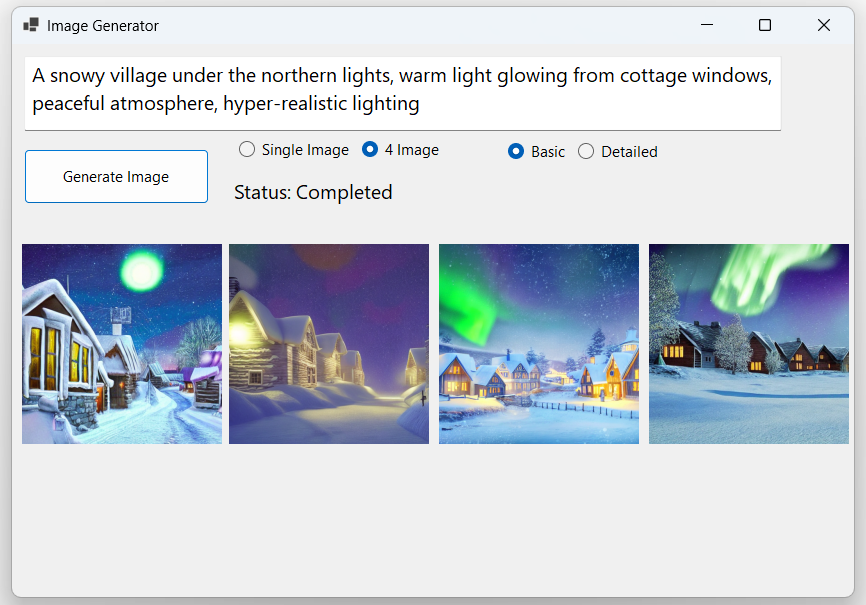 Image Generator
A snowy village under the northern lights, warm light glowing from cottage windows,
peaceful atmosphere, hyper-realistic lighting
Single Image 4 Image Basic Detailed
Generate Image
Status: Completed